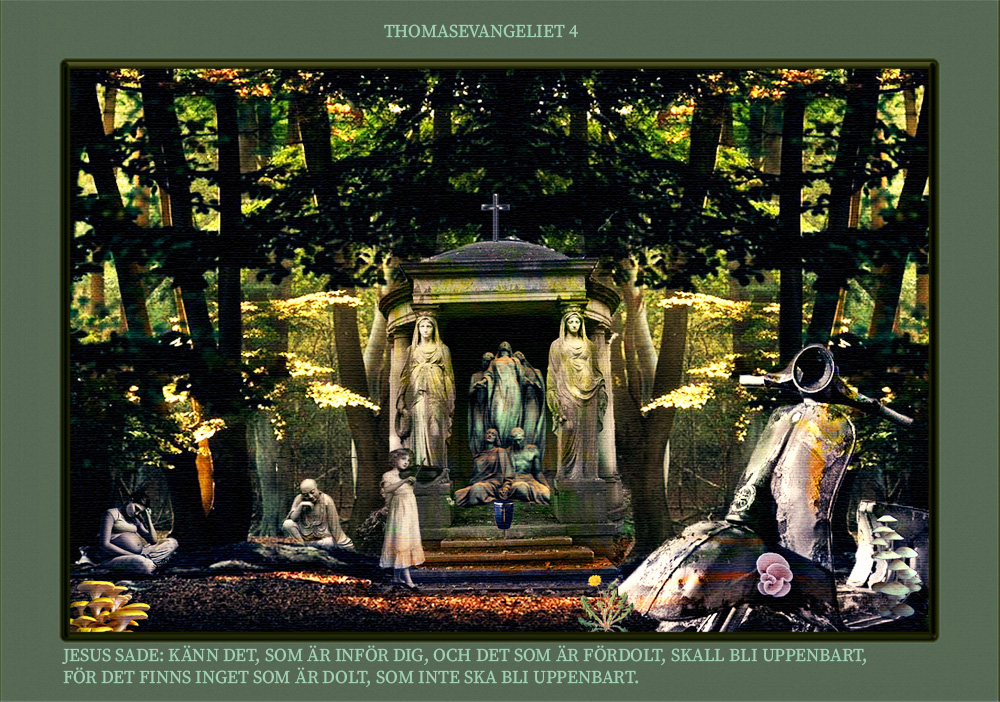 THOMASEVANGELIET 4
JESUS SADE: KÄNN DET, SOM ÄR INFÖR DIG, OCH DET SOM ÄR FÖRDOLT, SKALL BLI UPPENBART,
FÖR DET FINNS INGET SOM ÄR DOLT, SOM INTE SKA BLI UPPENBART.